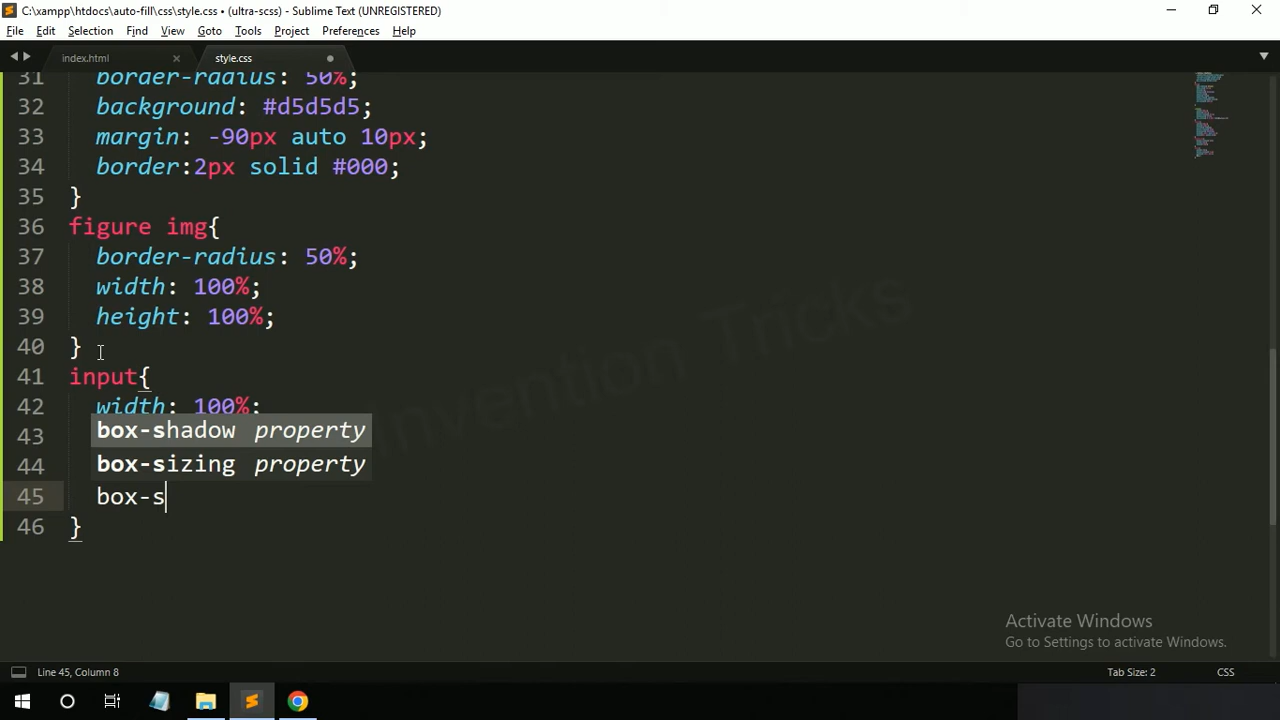 C:\xampp\htdocs\auto-fill\css\style.css • (ultra-scss) - Sublime Text (UNREGISTERED)
File Edit Selection Find View Goto Tools Project Preferences Help
index.html style.css
31 border-radius: 50%;
32 background: #d5d5d5;
33 margin: -90px auto 10px;
34 border:2px solid #000;
35 }
36 figure img{
37 border-radius: 50%;
38 width: 100%;
39 height: 100%;
40 }
41 input{
42 width: 100%;
43 box-shadow property
44 box-sizing property
45 box-s
46 }
Invention Tricks
Activate Windows
Go to Settings to activate Windows.
Line 45, Column 8 Tab Size: 2 CSS